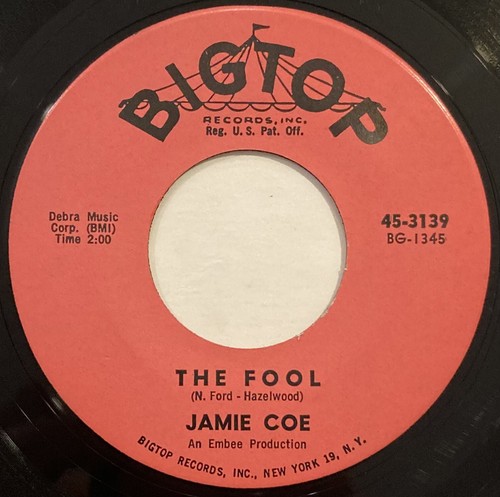 BIGTOP
RECORDS, INC.
Reg. U. S. Pat. Off.
Debra Music
Corp. (BMI)
Time 2:00
45-3139
BG-1345
THE FOOL
(N. Ford - Hazelwood)
JAMIE COE
An Embee Production
BIGTOP RECORDS, INC., NEW YORK 19, N. Y.